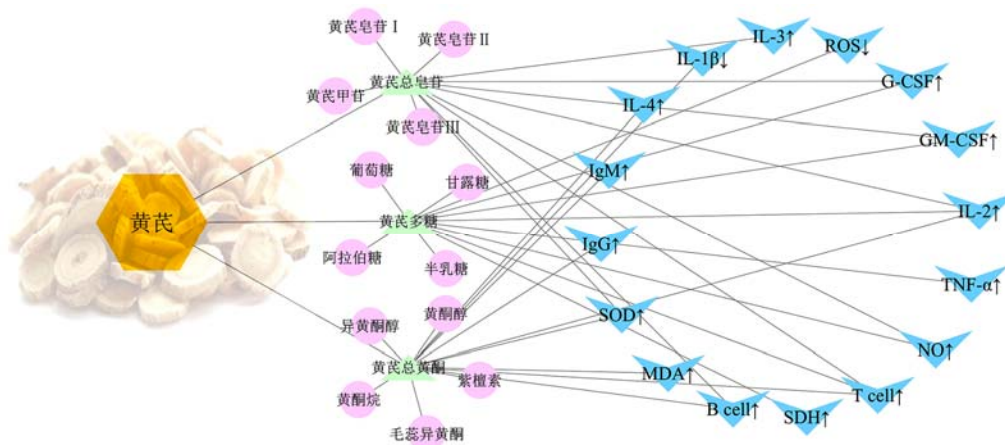 黄芪
黄芪皂苷 I
黄芪皂苷 II
黄芪总皂苷
黄芪甲苷
黄芪皂苷III
葡萄糖
甘露糖
黄芪多糖
阿拉伯糖
半乳糖
异黄酮醇
黄酮醇
黄芪总黄酮
紫檀素
黄酮烷
毛蕊异黄酮
IL-3↑
IL-1β↓
ROS↓
G-CSF↑
IL-4↑
GM-CSF↑
IgM↑
IL-2↑
IgG↑
TNF-α↑
SOD↑
NO↑
MDA↑
T cell↑
B cell↑
SDH↑